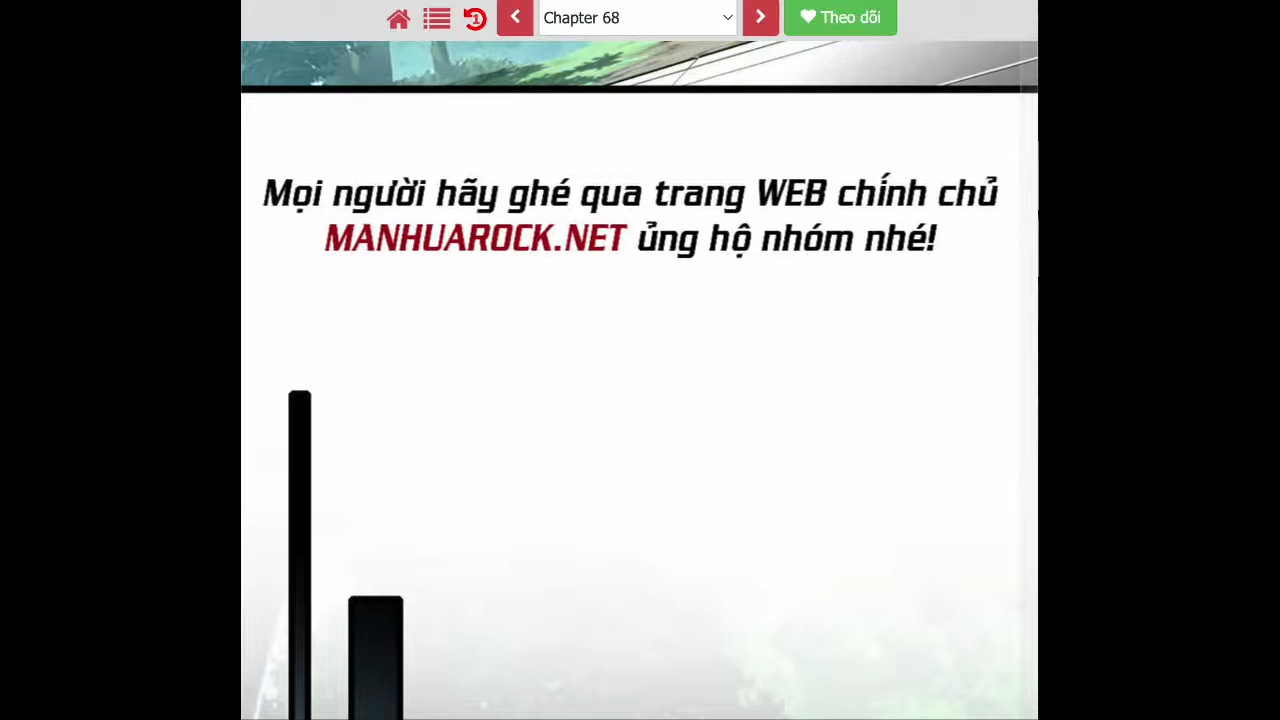 Chapter 68
Theo dõi
Mọi người hãy ghé qua trang WEB chính chủ
MANHUAROCK.NET ủng hộ nhóm nhé!